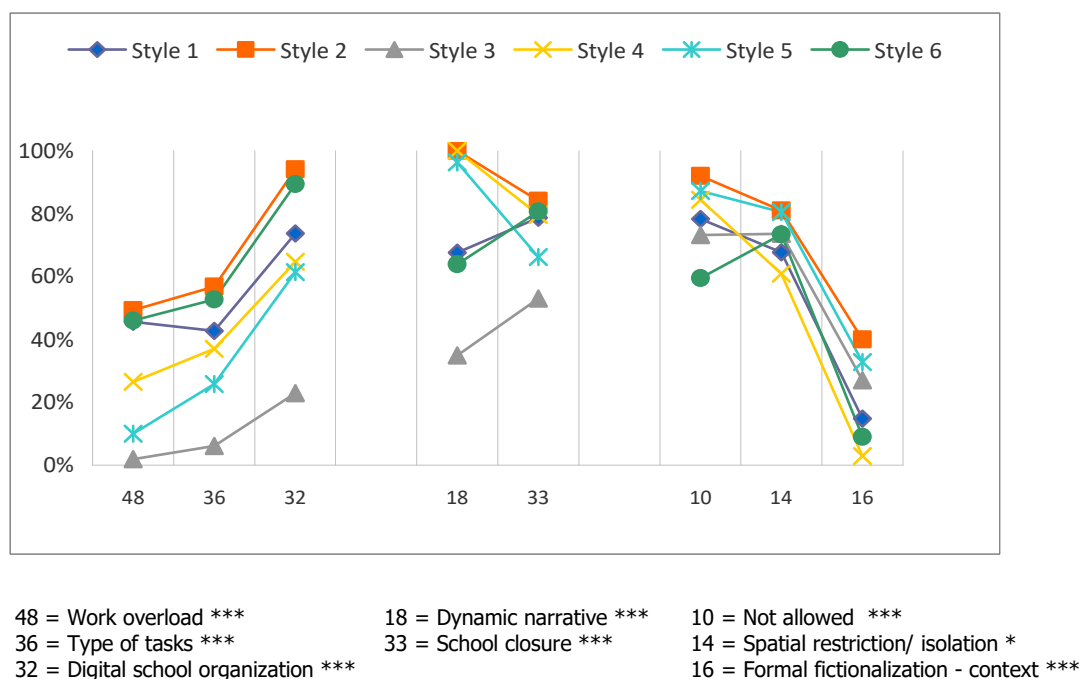 Style 1 Style 2 Style 3 Style 4 Style 5 Style 6
100%
80%
60%
40%
20%
0%
48 36 32 18 33 10 14 16
48 = Work overload *** 18 = Dynamic narrative *** 10 = Not allowed ***
36 = Type of tasks *** 33 = School closure *** 14 = Spatial restriction/ isolation *
32 = Digital school organization *** 16 = Formal fictionalization - context ***